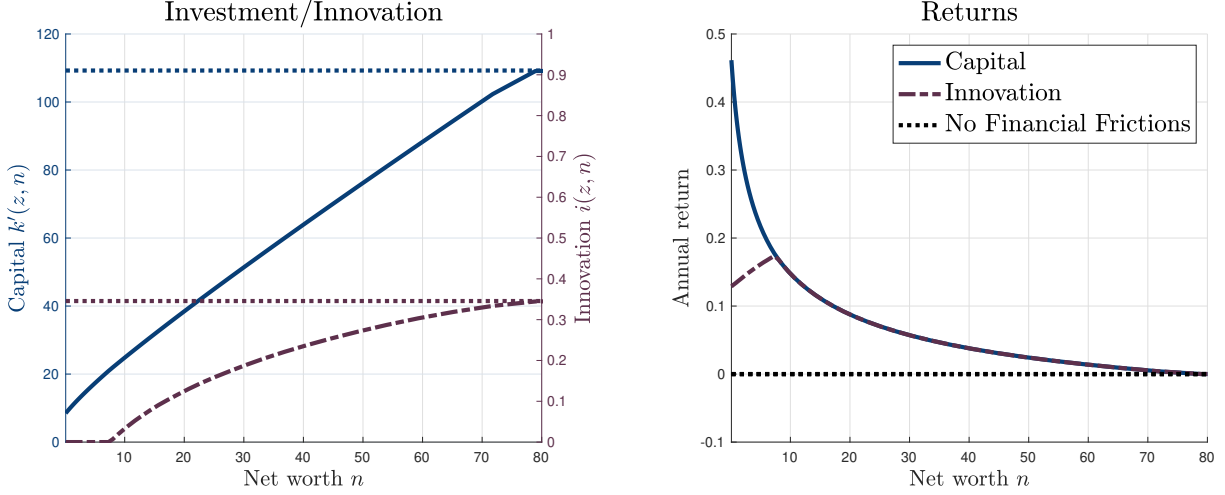 Investment/Innovation
120
100
80
60
40
20
0
Capital k′(z, n)
1
0.9
0.8
0.7
0.6
0.5
0.4
0.3
0.2
0.1
0
Innovation i(z, n)
10 20 30 40 50 60 70 80
Net worth n
Returns
0.5
0.4
0.3
0.2
0.1
0
-0.1
Annual return
Capital
Innovation
No Financial Frictions
10 20 30 40 50 60 70 80
Net worth n